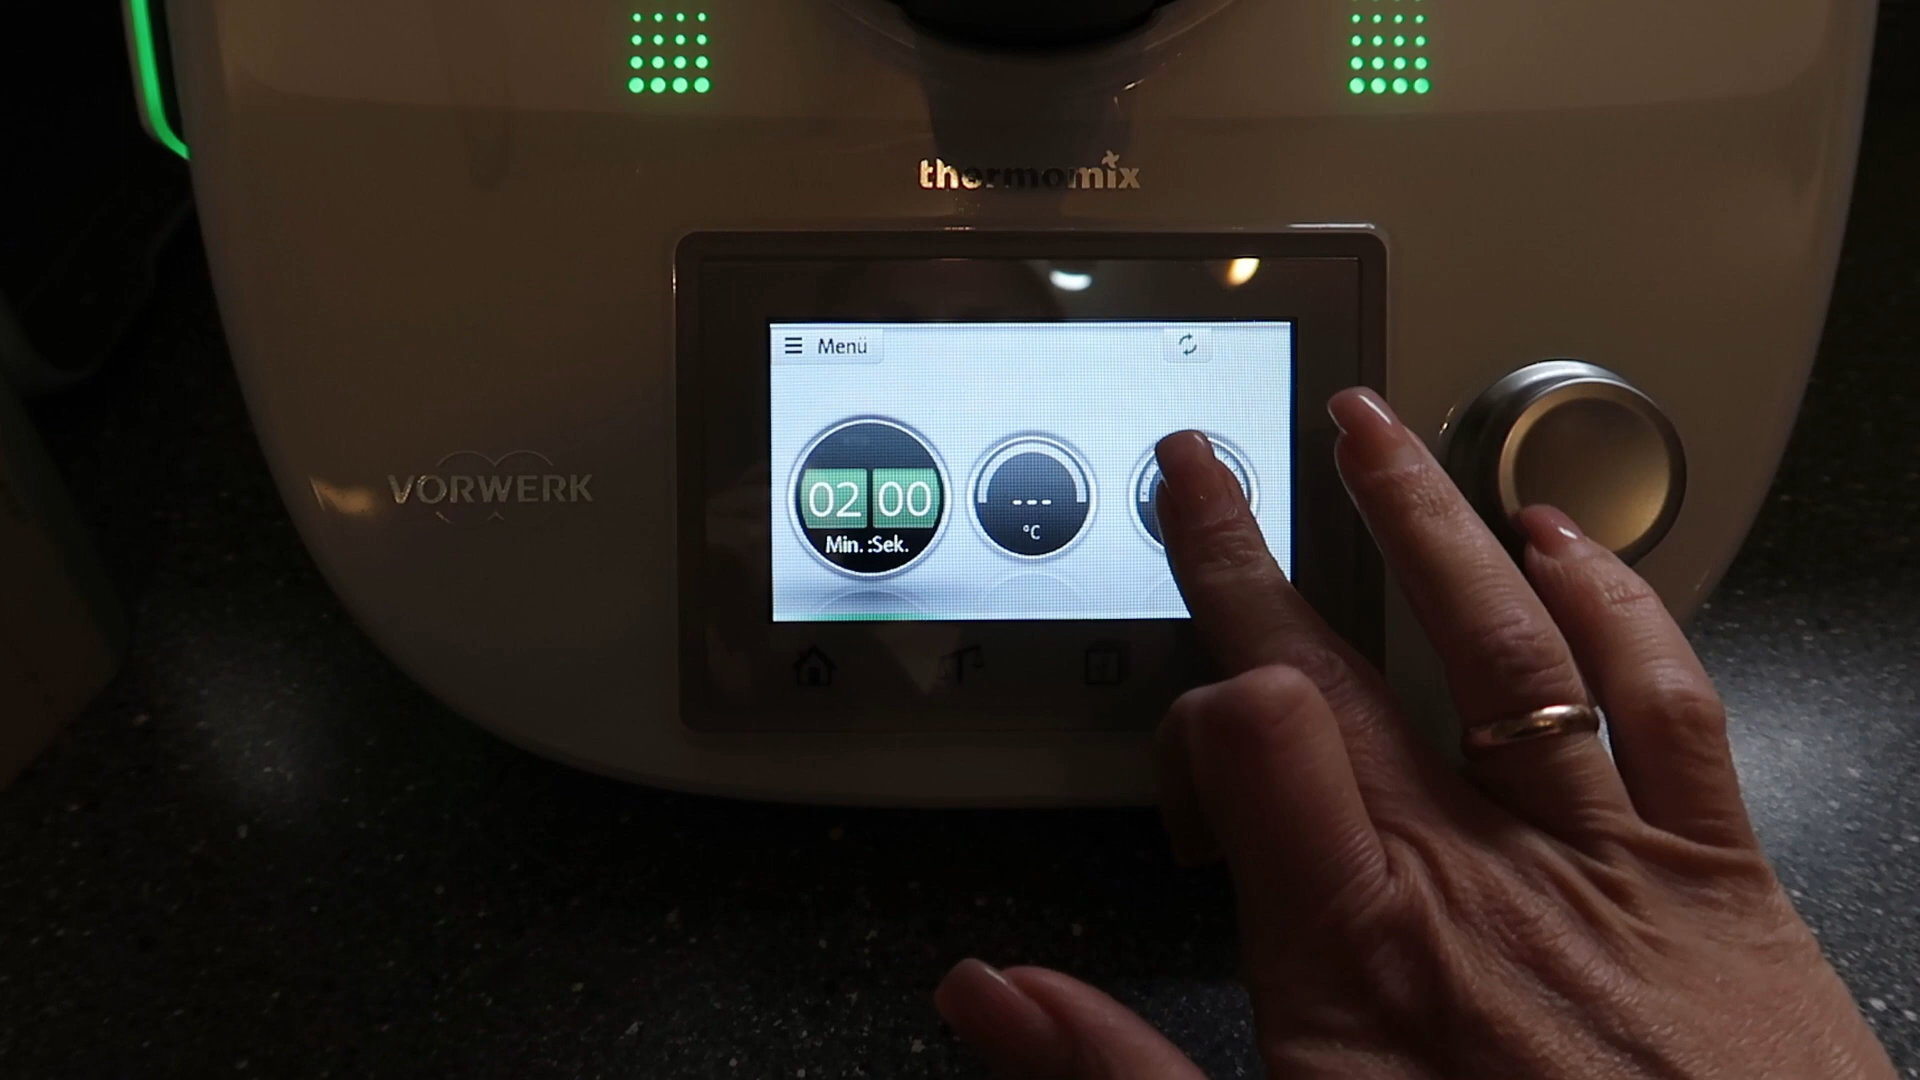 thermomix
Menü
VORWERK
02 00
Min. :Sek.
---
°C